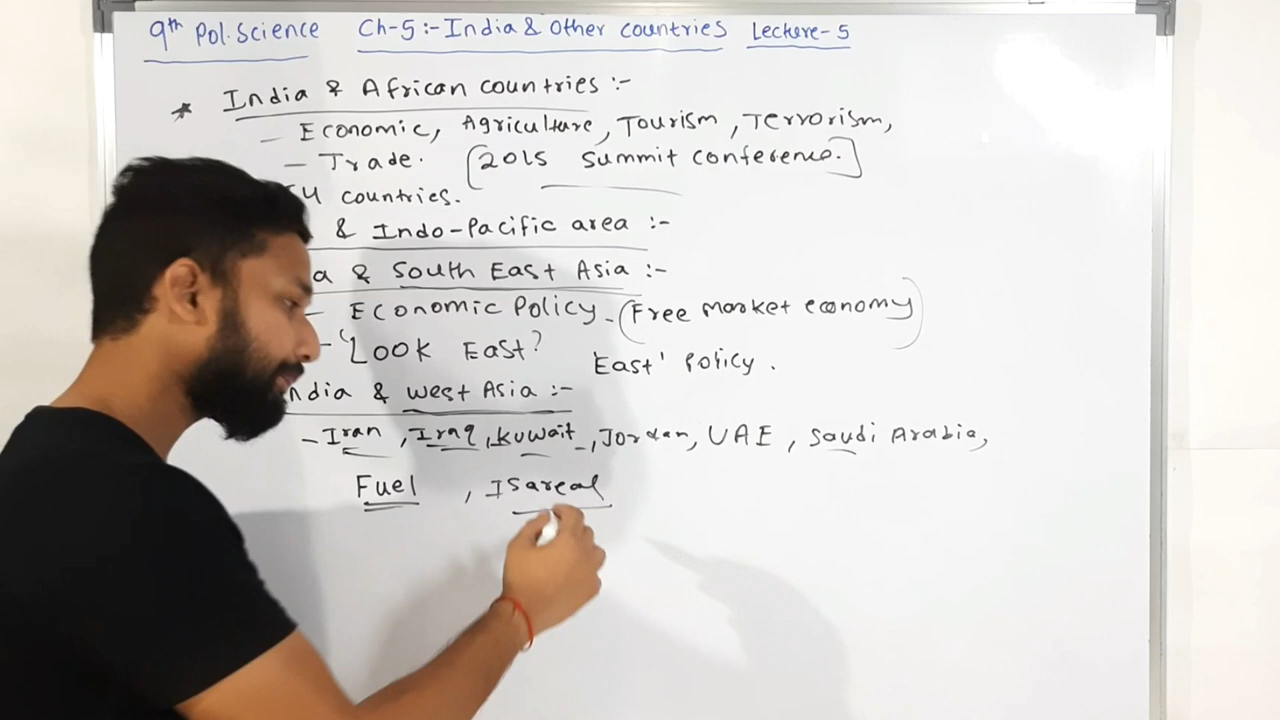 9th Pol. Science Ch-5:- India & Other countries Lecture-5
* India & African countries :-
- Economic, Agriculture, Tourism, Terrorism,
- Trade. [2015 Summit conference.]
54 countries.
& Indo-Pacific area :-
a & South East Asia :-
- Economic Policy - (Free market economy)
- 'Look East' 'East' Policy.
ndia & West Asia :-
- Iran, Iraq, Kuwait, Jordan, UAE, Saudi Arabia,
Fuel, Isareal